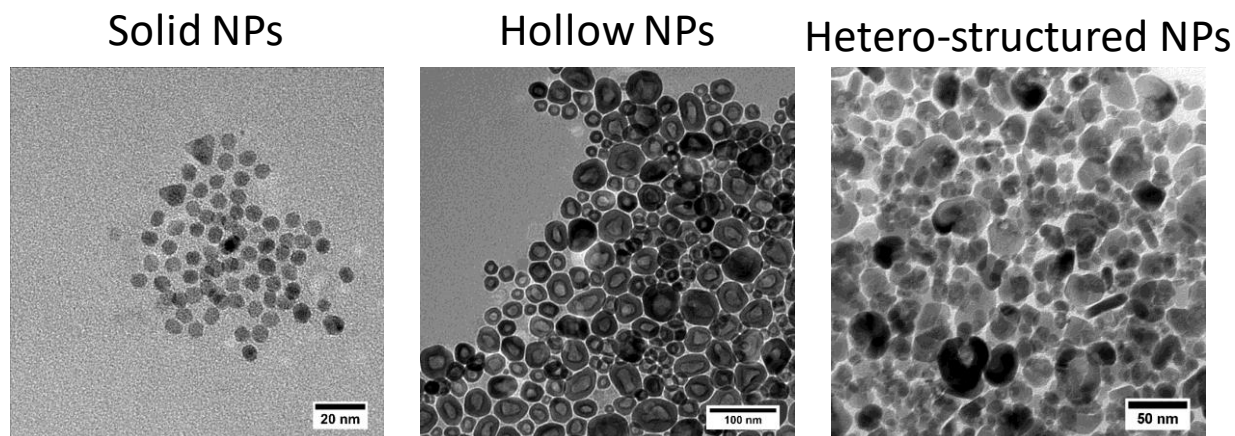 Solid NPs
Hollow NPs
Hetero-structured NPs
20 nm
100 nm
50 nm